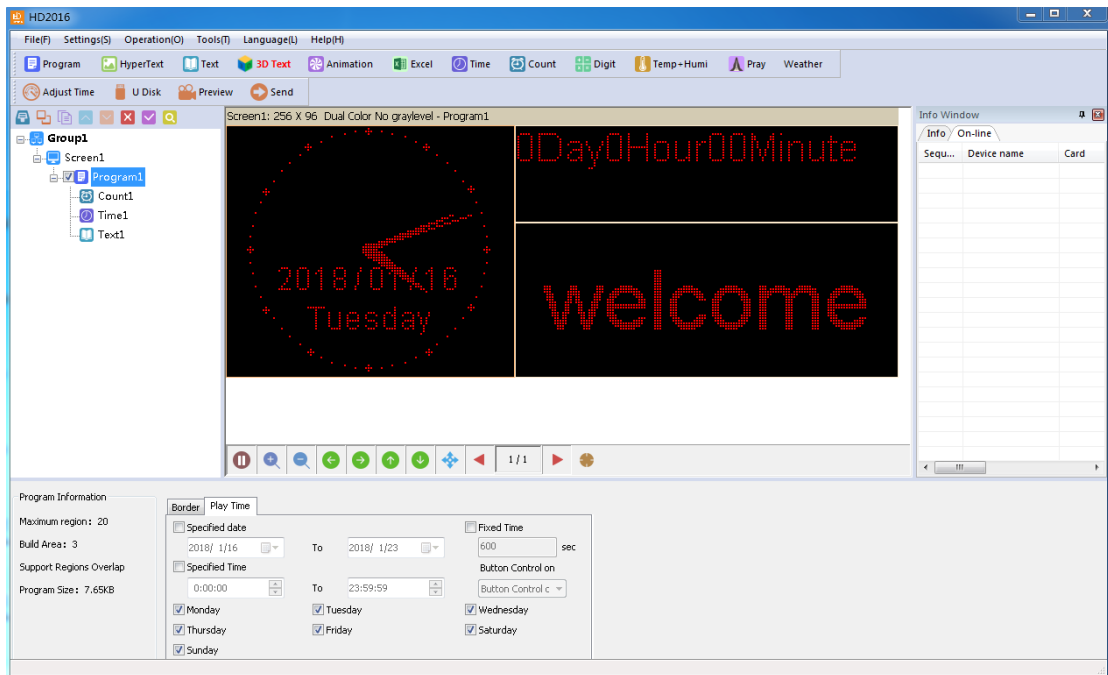 HD2016
File(F) Settings(S) Operation(O) Tools(T) Language(L) Help(H)
Program HyperText Text 3D Text Animation Excel Time Count Digit Temp+Humi Pray Weather
Adjust Time U Disk Preview Send
Screen1: 256 X 96 Dual Color No graylevel - Program1
Info Window
Info On-line
Sequ... Device name Card
Group1
Screen1
Program1
Count1
Time1
Text1
0Day0Hour00Minute
2018/01/16
Tuesday
welcome
1/1
Program Information
Maximum region: 20
Build Area: 3
Support Regions Overlap
Program Size: 7.65KB
Border Play Time
Specified date Fixed Time
2018/ 1/16 To 2018/ 1/23 600 sec
Specified Time Button Control on
0:00:00 To 23:59:59 Button Control c
Monday Tuesday Wednesday
Thursday Friday Saturday
Sunday